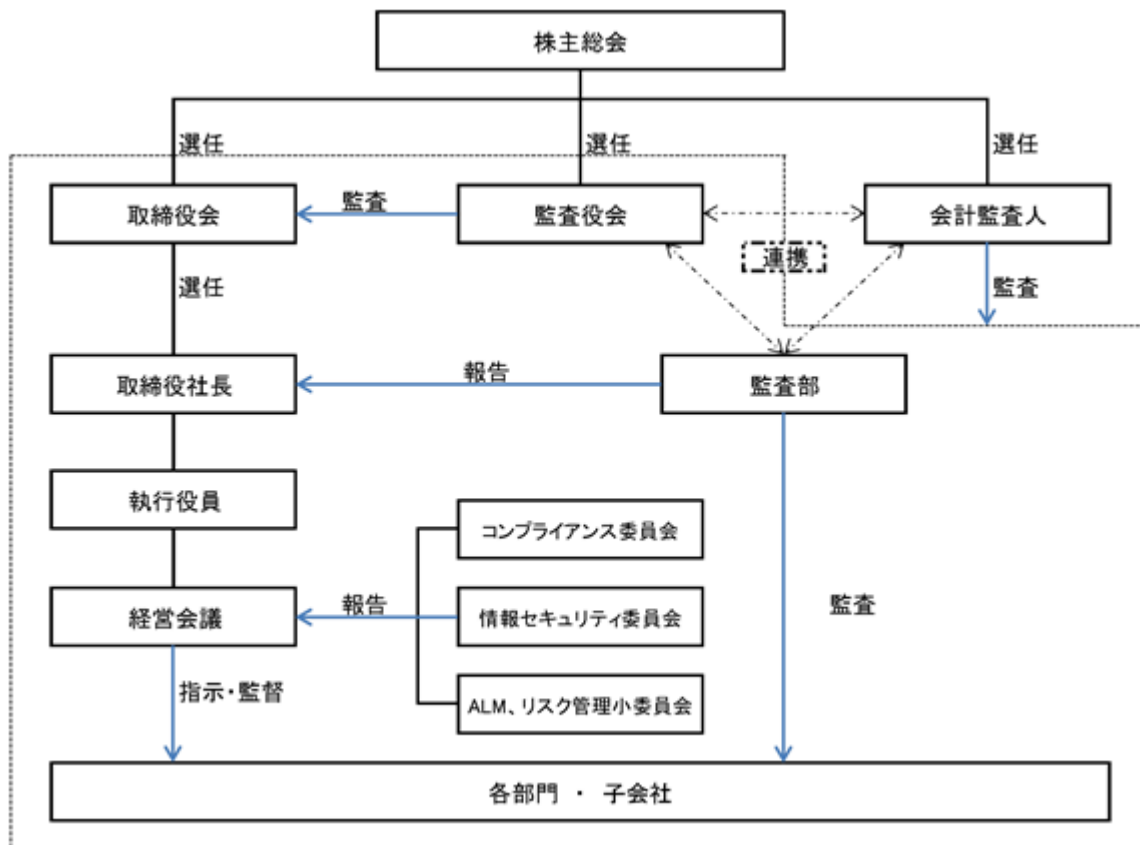 株主総会
選任
選任
選任
取締役会
監査
監査役会
会計監査人
連携
選任
監査
取締役社長
報告
監査部
執行役員
コンプライアンス委員会
経営会議
報告
情報セキュリティ委員会
監査
指示・監督
ALM、リスク管理小委員会
各部門 ・ 子会社